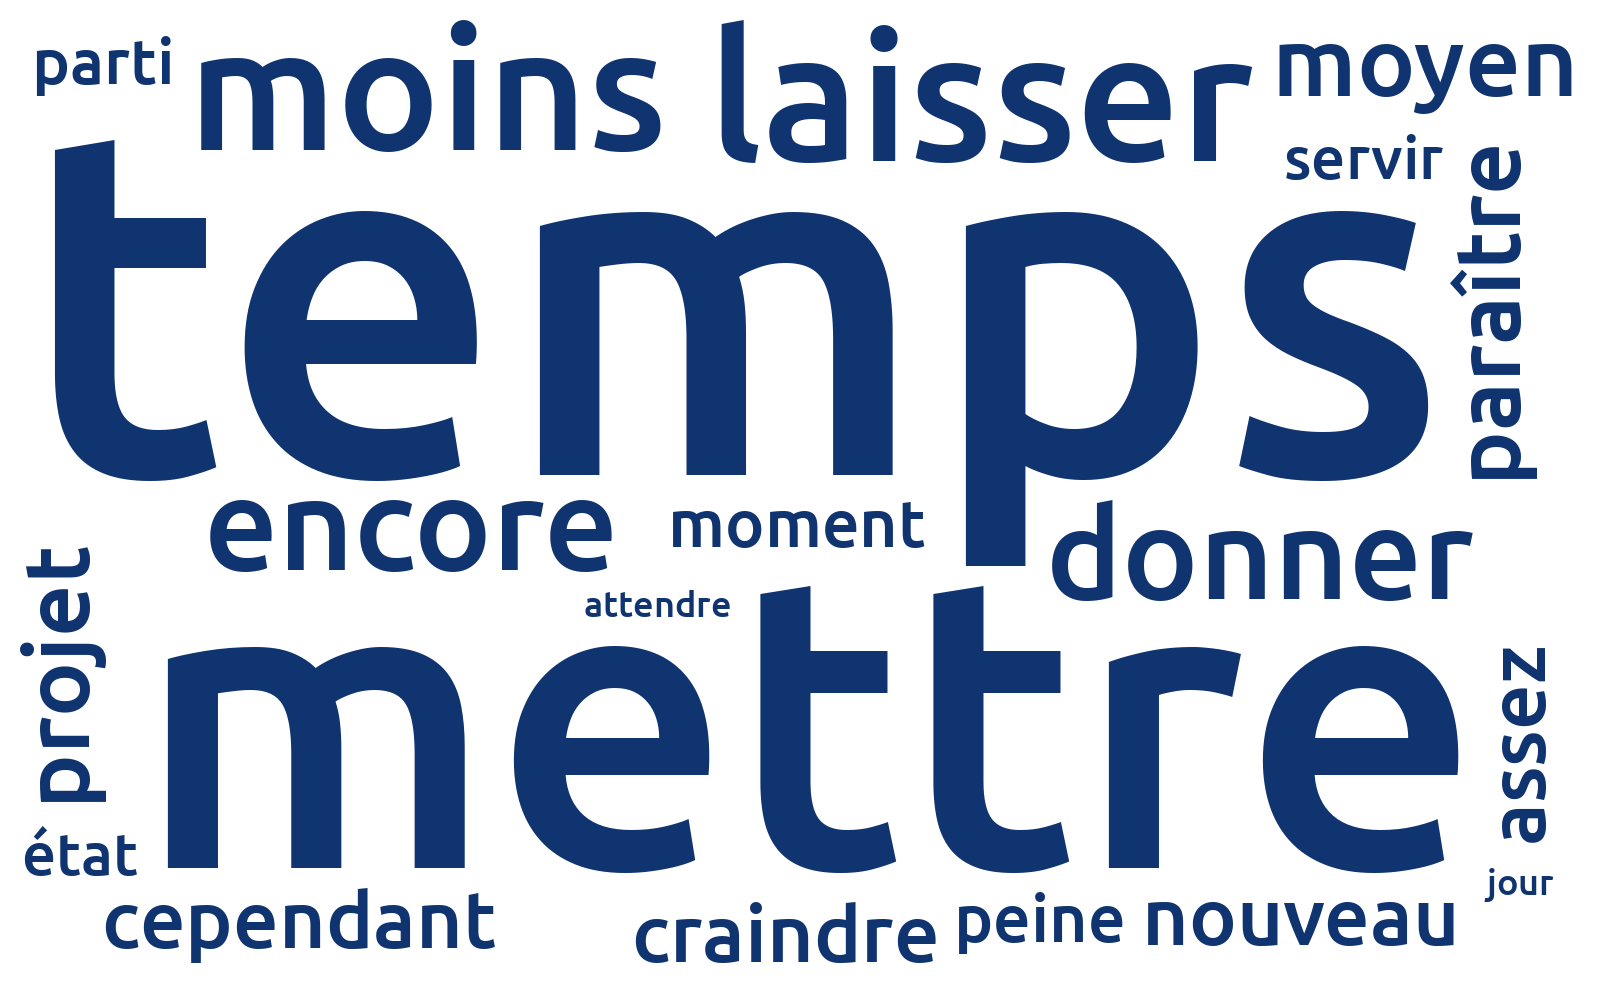 parti
moins
laisser
moyen
servir
temps
paraître
encore
moment
donner
projet
attendre
mettre
assez
état
cependant
craindre
peine
nouveau
jour